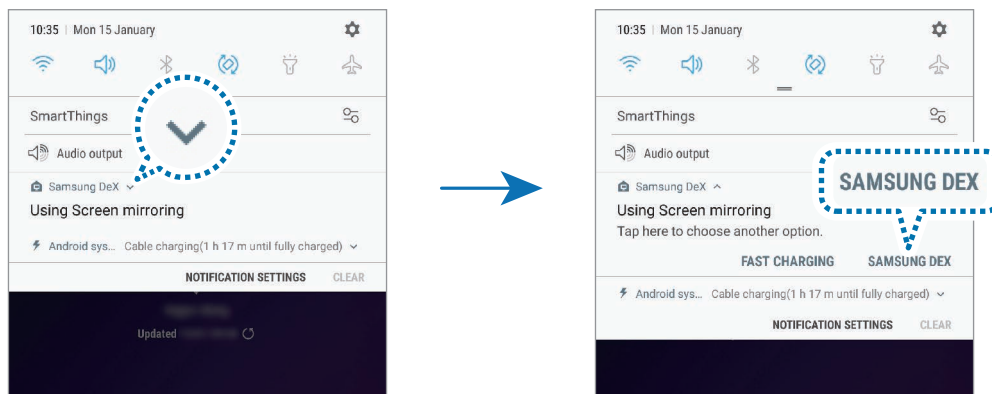 10:35 | Mon 15 January
SmartThings
Audio output
Samsung DeX
Using Screen mirroring
Android sys... Cable charging(1 h 17 m until fully charged)
NOTIFICATION SETTINGS CLEAR
Updated
10:35 | Mon 15 January
SmartThings
Audio output
SAMSUNG DEX
Samsung DeX
Using Screen mirroring
Tap here to choose another option.
FAST CHARGING SAMSUNG DEX
Android sys... Cable charging(1 h 17 m until fully charged)
NOTIFICATION SETTINGS CLEAR